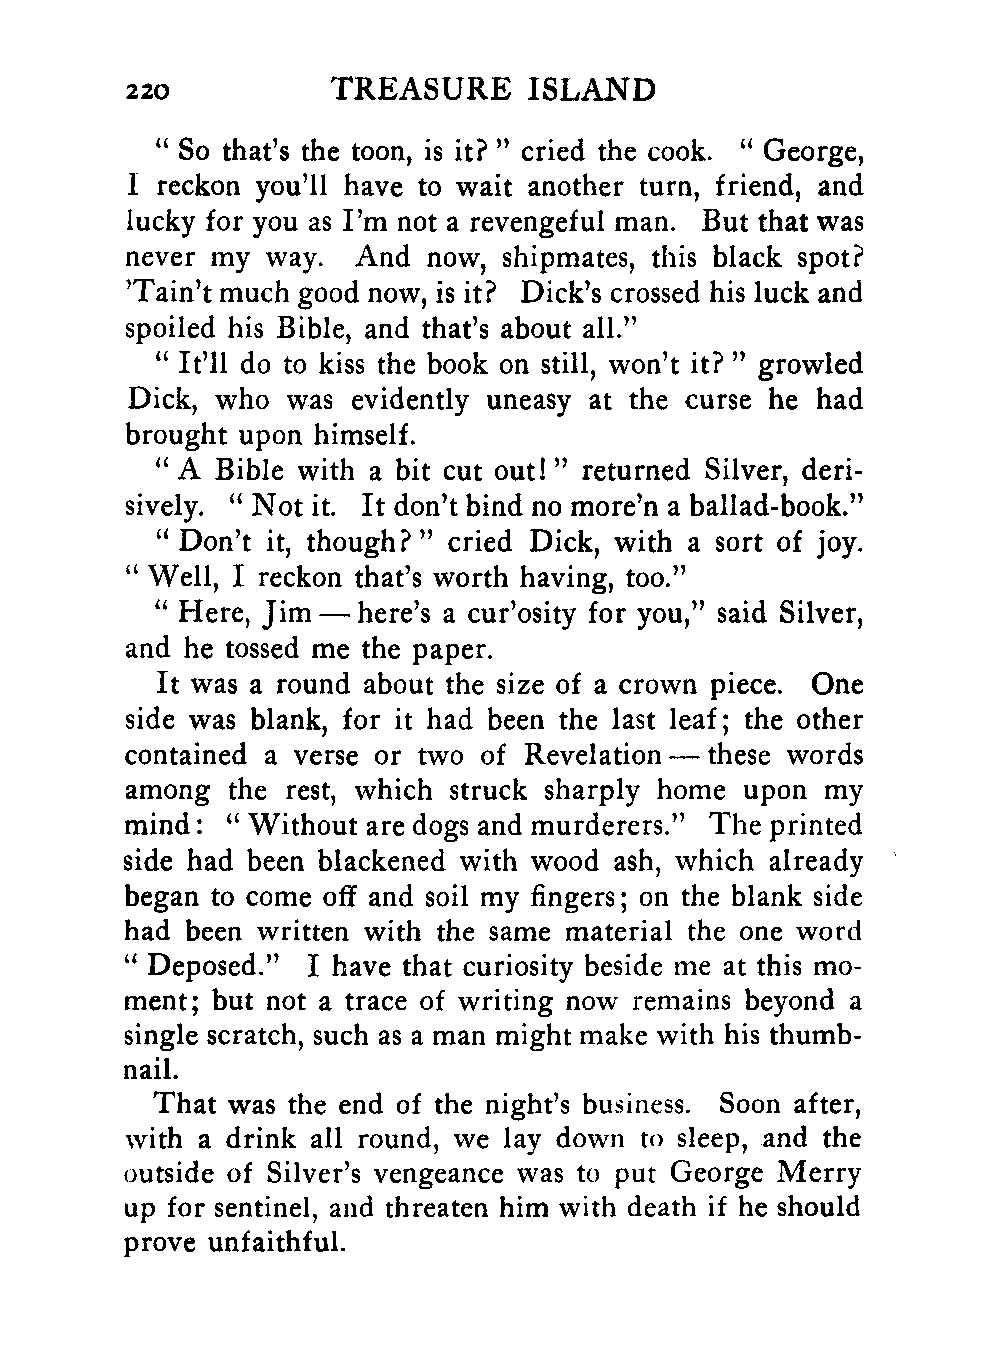 220 TREASURE ISLAND
“ So that’s the toon, is it? ” cried the cook. “ George,
I reckon you’ll have to wait another turn, friend, and
lucky for you as I’m not a revengeful man. But that was
never my way. And now, shipmates, this black spot?
’Tain’t much good now, is it? Dick’s crossed his luck and
spoiled his Bible, and that’s about all.”
“ It’ll do to kiss the book on still, won’t it? ” growled
Dick, who was evidently uneasy at the curse he had
brought upon himself.
“ A Bible with a bit cut out! ” returned Silver, deri-
sively. “ Not it. It don’t bind no more’n a ballad-book.”
“ Don’t it, though? ” cried Dick, with a sort of joy.
“ Well, I reckon that’s worth having, too.”
“ Here, Jim — here’s a cur’osity for you,” said Silver,
and he tossed me the paper.
It was a round about the size of a crown piece. One
side was blank, for it had been the last leaf; the other
contained a verse or two of Revelation — these words
among the rest, which struck sharply home upon my
mind: “ Without are dogs and murderers.” The printed
side had been blackened with wood ash, which already
began to come off and soil my fingers; on the blank side
had been written with the same material the one word
“ Deposed.” I have that curiosity beside me at this mo-
ment; but not a trace of writing now remains beyond a
single scratch, such as a man might make with his thumb-
nail.
That was the end of the night’s business. Soon after,
with a drink all round, we lay down to sleep, and the
outside of Silver’s vengeance was to put George Merry
up for sentinel, and threaten him with death if he should
prove unfaithful.